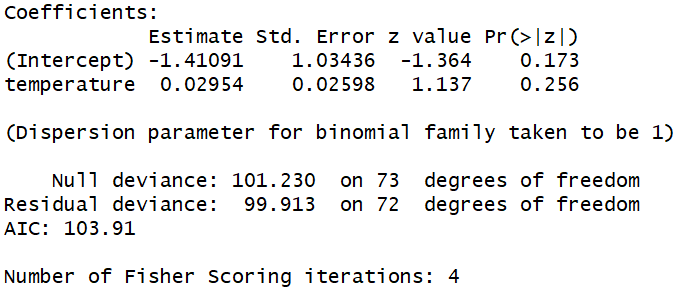 Coefficients:
            Estimate Std. Error z value Pr(>|z|)
(Intercept) -1.41091    1.03436  -1.364    0.173
temperature  0.02954    0.02598   1.137    0.256
(Dispersion parameter for binomial family taken to be 1)
    Null deviance: 101.230  on 73  degrees of freedom
Residual deviance:  99.913  on 72  degrees of freedom
AIC: 103.91
Number of Fisher Scoring iterations: 4